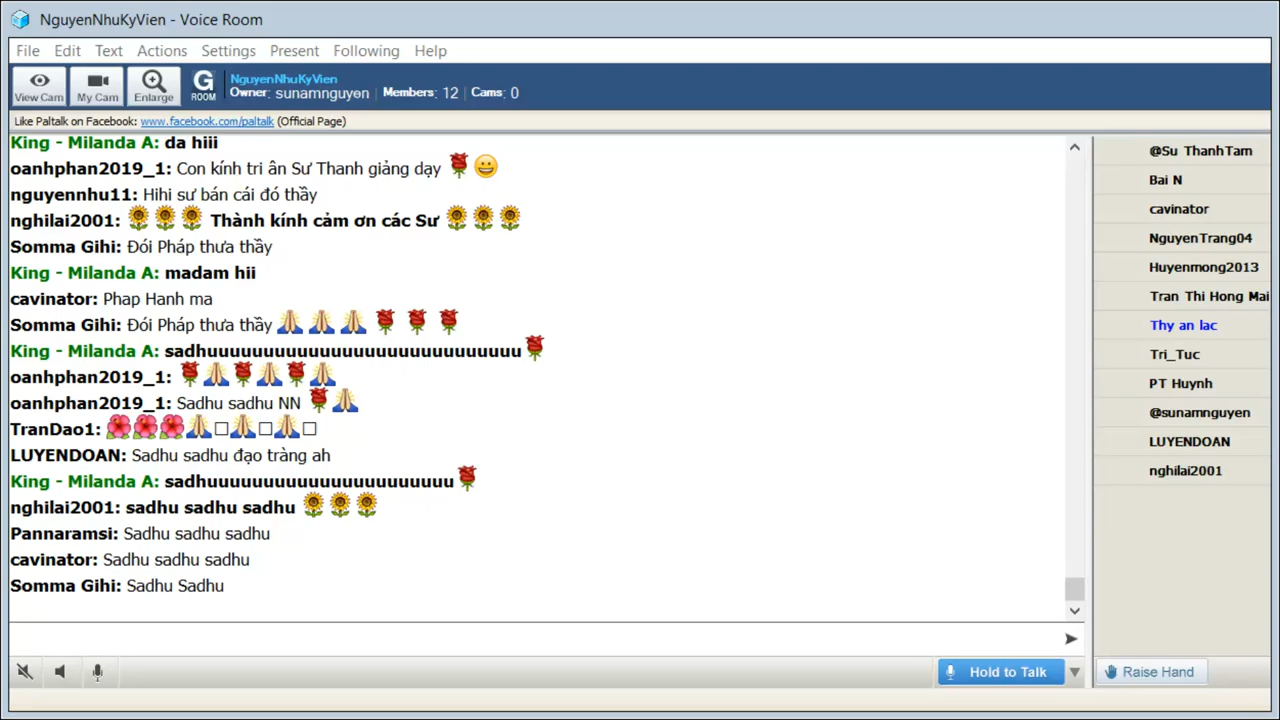 NguyenNhuKyVien - Voice Room
File Edit Text Actions Settings Present Following Help
View Cam My Cam Enlarge G ROOM
NguyenNhuKyVien
Owner: sunamnguyen | Members: 12 | Cams: 0
Like Paltalk on Facebook: www.facebook.com/paltalk (Official Page)
King - Milanda A: da hiii
oanhphan2019_1: Con kính tri ân Sư Thanh giảng dạy 🌹😀
nguyennhu11: Hihi sư bán cái đó thầy
nghilai2001: 🌻🌻🌻 Thành kính cảm ơn các Sư 🌻🌻🌻
Somma Gihi: Đói Pháp thưa thầy
King - Milanda A: madam hii
cavinator: Phap Hanh ma
Somma Gihi: Đói Pháp thưa thầy 🙏🙏🙏🌹🌹🌹
King - Milanda A: sadhuuuuuuuuuuuuuuuuuuuuuuuuuuuu🌹
oanhphan2019_1: 🌹🙏🌹🙏🌹🙏
oanhphan2019_1: Sadhu sadhu NN 🌹🙏
TranDao1: 🌺🌺🌺🙏□🙏□🙏□
LUYENDOAN: Sadhu sadhu đạo tràng ah
King - Milanda A: sadhuuuuuuuuuuuuuuuuuuuuuu🌹
nghilai2001: sadhu sadhu sadhu 🌻🌻🌻
Pannaramsi: Sadhu sadhu sadhu
cavinator: Sadhu sadhu sadhu
Somma Gihi: Sadhu Sadhu
@Su ThanhTam
Bai N
cavinator
NguyenTrang04
Huyenmong2013
Tran Thi Hong Mai
Thy an lac
Tri_Tuc
PT Huynh
@sunamnguyen
LUYENDOAN
nghilai2001
Hold to Talk
Raise Hand